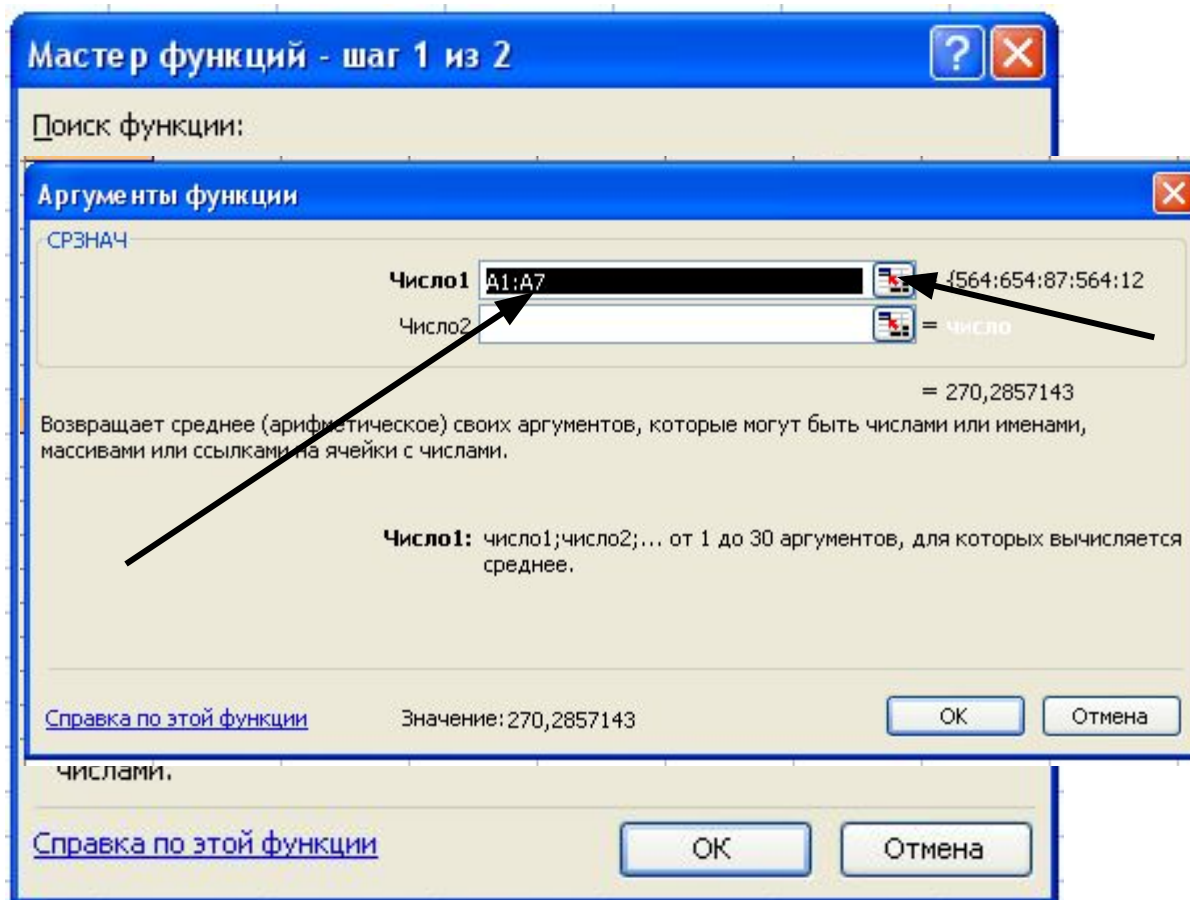 Мастер функций - шаг 1 из 2
Поиск функции:
Аргументы функции
СРЗНАЧ
Число1 A1:A7 {564:654:87:564:12
Число2 = число
= 270,2857143
Возвращает среднее (арифметическое) своих аргументов, которые могут быть числами или именами,
массивами или ссылками на ячейки с числами.
Число1: число1;число2;... от 1 до 30 аргументов, для которых вычисляется
среднее.
Справка по этой функции Значение:270,2857143 ОК Отмена
числами.
Справка по этой функции ОК Отмена